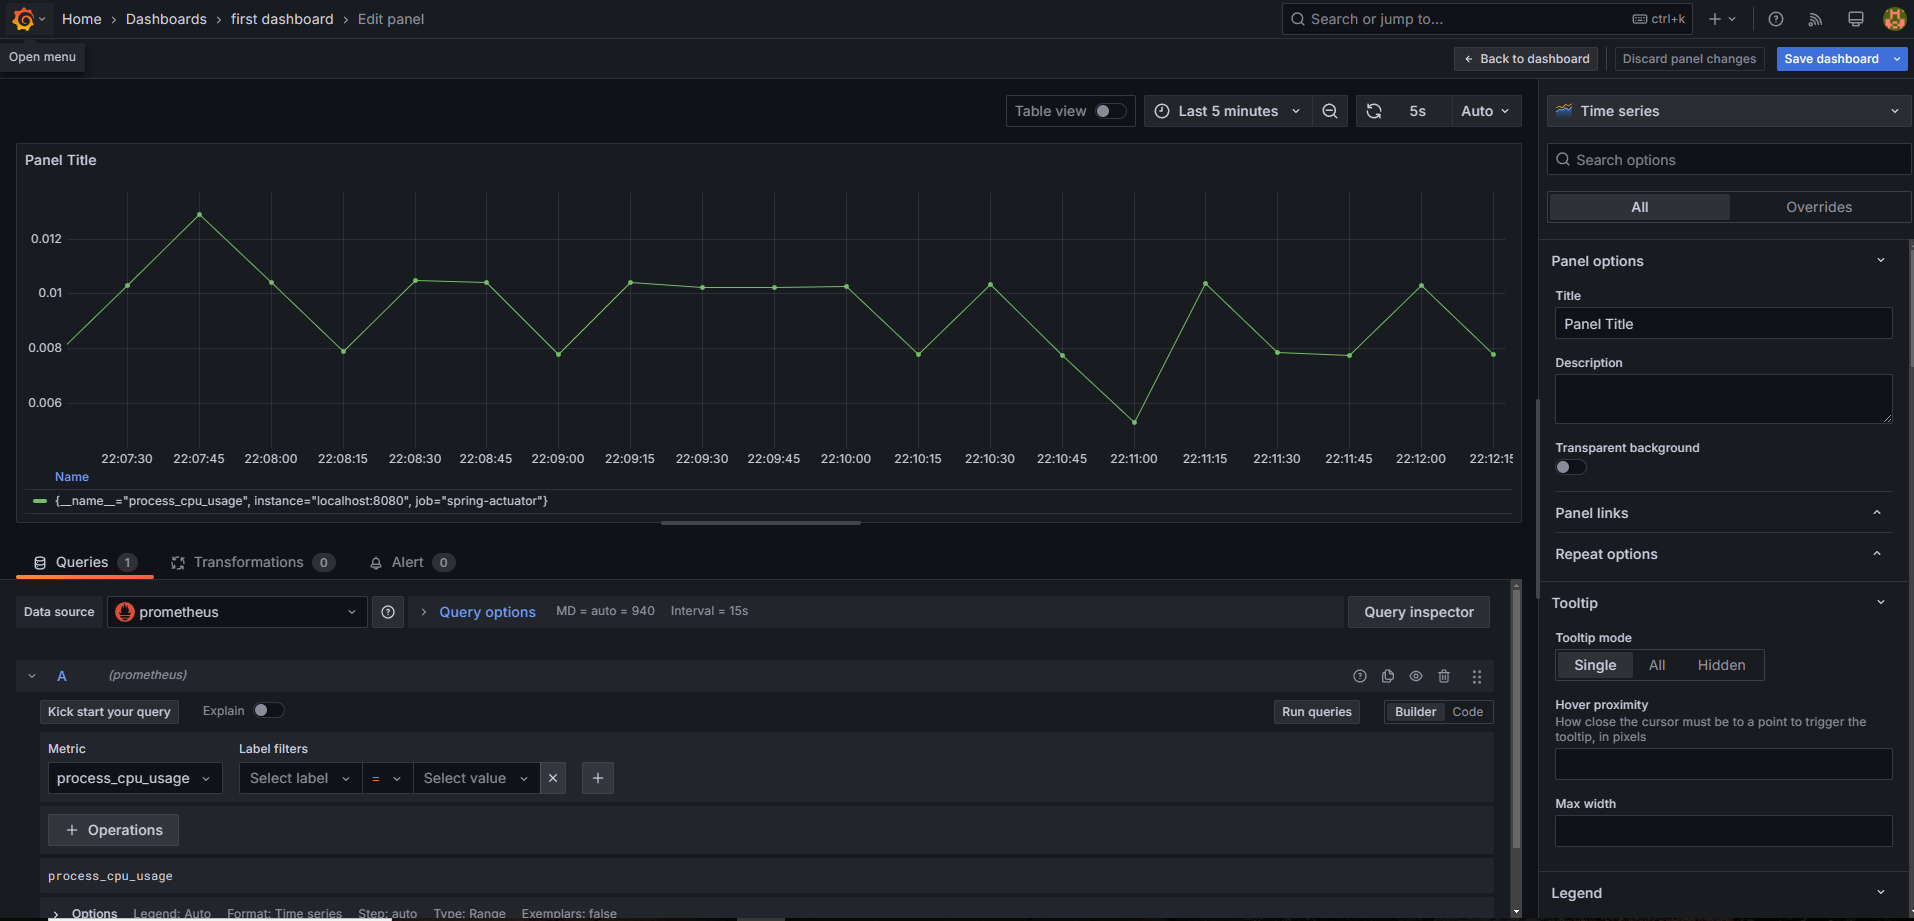 Home › Dashboards › first dashboard › Edit panel
Search or jump to...
ctrl+k
Open menu
Back to dashboard
Discard panel changes
Save dashboard
Table view
Last 5 minutes
5s
Auto
Time series
Panel Title
Search options
All
Overrides
0.012
0.01
0.008
0.006
22:07:30 22:07:45 22:08:00 22:08:15 22:08:30 22:08:45 22:09:00 22:09:15 22:09:30 22:09:45 22:10:00 22:10:15 22:10:30 22:10:45 22:11:00 22:11:15 22:11:30 22:11:45 22:12:00 22:12:15
Name
{__name__="process_cpu_usage", instance="localhost:8080", job="spring-actuator"}
Panel options
Title
Panel Title
Description
Transparent background
Panel links
Repeat options
Queries 1
Transformations 0
Alert 0
Data source
prometheus
Query options
MD = auto = 940
Interval = 15s
Query inspector
A
(prometheus)
Kick start your query
Explain
Run queries
Builder
Code
Metric
Label filters
process_cpu_usage
Select label
=
Select value
+ Operations
process_cpu_usage
Options Legend: Auto Format: Time series Step: auto Type: Range Exemplars: false
Tooltip
Tooltip mode
Single
All
Hidden
Hover proximity
How close the cursor must be to a point to trigger the
tooltip, in pixels
Max width
Legend